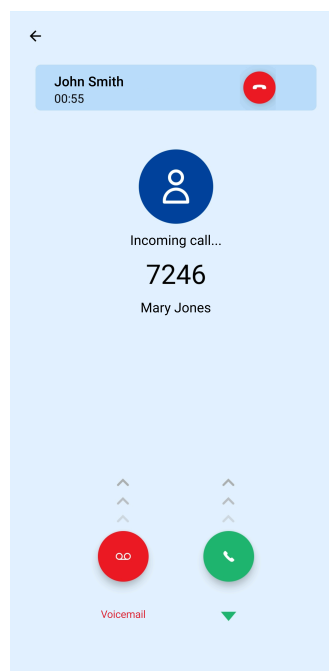 John Smith
00:55
Incoming call...
7246
Mary Jones
Voicemail